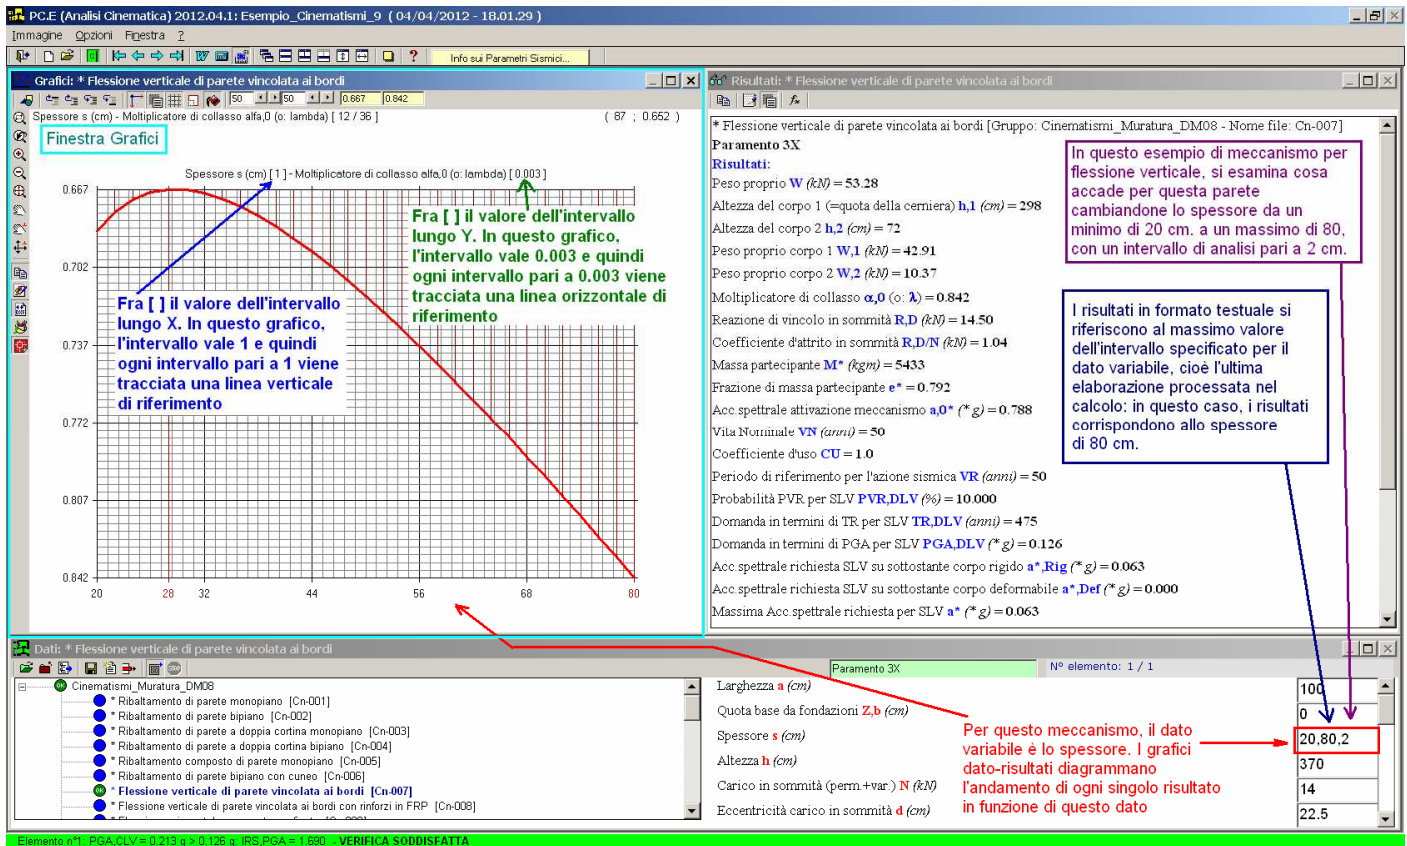 PC.E (Analisi Cinematica) 2012.04.1: Esempio_Cinematismi_9 ( 04/04/2012 - 18.01.29 )
Immagine Opzioni Finestra ?
Info sui Parametri Sismici...
Grafici: * Flessione verticale di parete vincolata ai bordi
50 50 0.667 0.842
Spessore s (cm) - Moltiplicatore di collasso alfa,0 (o: lambda) [ 12 / 36 ]
( 87 ; 0.652 )
Finestra Grafici
Spessore s (cm) [ 1 ] - Moltiplicatore di collasso alfa,0 (o: lambda) [ 0.003 ]
0.667
0.702
0.737
0.772
0.807
0.842
20 28 32 44 56 68 80
Fra [ ] il valore dell'intervallo
lungo Y. In questo grafico,
l'intervallo vale 0.003 e quindi
ogni intervallo pari a 0.003 viene
tracciata una linea orizzontale di
riferimento
Fra [ ] il valore dell'intervallo
lungo X. In questo grafico,
l'intervallo vale 1 e quindi
ogni intervallo pari a 1 viene
tracciata una linea verticale
di riferimento
Risultati: * Flessione verticale di parete vincolata ai bordi
* Flessione verticale di parete vincolata ai bordi [Gruppo: Cinematismi_Muratura_DM08 - Nome file: Cn-007]
Paramento 3X
Risultati:
Peso proprio W (kN) = 53.28
Altezza del corpo 1 (=quota della cerniera) h,1 (cm) = 298
Altezza del corpo 2 h,2 (cm) = 72
Peso proprio corpo 1 W,1 (kN) = 42.91
Peso proprio corpo 2 W,2 (kN) = 10.37
Moltiplicatore di collasso α,0 (o: λ) = 0.842
Reazione di vincolo in sommità R,D (kN) = 14.50
Coefficiente d'attrito in sommità R,D/N (kN) = 1.04
Massa partecipante M* (kgm) = 5433
Frazione di massa partecipante e* = 0.792
Acc.spettrale attivazione meccanismo a,0* (*g) = 0.788
Vita Nominale VN (anni) = 50
Coefficiente d'uso CU = 1.0
Periodo di riferimento per l'azione sismica VR (anni) = 50
Probabilità PVR per SLV PVR,DLV (%) = 10.000
Domanda in termini di TR per SLV TR,DLV (anni) = 475
Domanda in termini di PGA per SLV PGA,DLV (*g) = 0.126
Acc.spettrale richiesta SLV su sottostante corpo rigido a*,Rig (*g) = 0.063
Acc.spettrale richiesta SLV su sottostante corpo deformabile a*,Def (*g) = 0.000
Massima Acc.spettrale richiesta per SLV a* (*g) = 0.063
In questo esempio di meccanismo per
flessione verticale, si esamina cosa
accade per questa parete
cambiandone lo spessore da un
minimo di 20 cm. a un massimo di 80,
con un intervallo di analisi pari a 2 cm.
I risultati in formato testuale si
riferiscono al massimo valore
dell'intervallo specificato per il
dato variabile, cioè l'ultima
elaborazione processata nel
calcolo: in questo caso, i risultati
corrispondono allo spessore
di 80 cm.
Dati: * Flessione verticale di parete vincolata ai bordi
Paramento 3X
N° elemento: 1 / 1
Cinematismi_Muratura_DM08
* Ribaltamento di parete monopiano [Cn-001]
* Ribaltamento di parete bipiano [Cn-002]
* Ribaltamento di parete a doppia cortina monopiano [Cn-003]
* Ribaltamento di parete a doppia cortina bipiano [Cn-004]
* Ribaltamento composto di parete monopiano [Cn-005]
* Ribaltamento di parete bipiano con cuneo [Cn-006]
* Flessione verticale di parete vincolata ai bordi [Cn-007]
* Flessione verticale di parete vincolata ai bordi con rinforzi in FRP [Cn-008]
Larghezza a (cm) 100
Quota base da fondazioni Z,b (cm) 0
Spessore s (cm) 20,80,2
Altezza h (cm) 370
Carico in sommità (perm.+var.) N (kN) 14
Eccentricità carico in sommità d (cm) 22.5
Per questo meccanismo, il dato
variabile è lo spessore. I grafici
dato-risultati diagrammano
l'andamento di ogni singolo risultato
in funzione di questo dato
Elemento n°1: PGA,CLV = 0.213 g > 0.126 g: IRS,PGA = 1.690 - VERIFICA SODDISFATTA